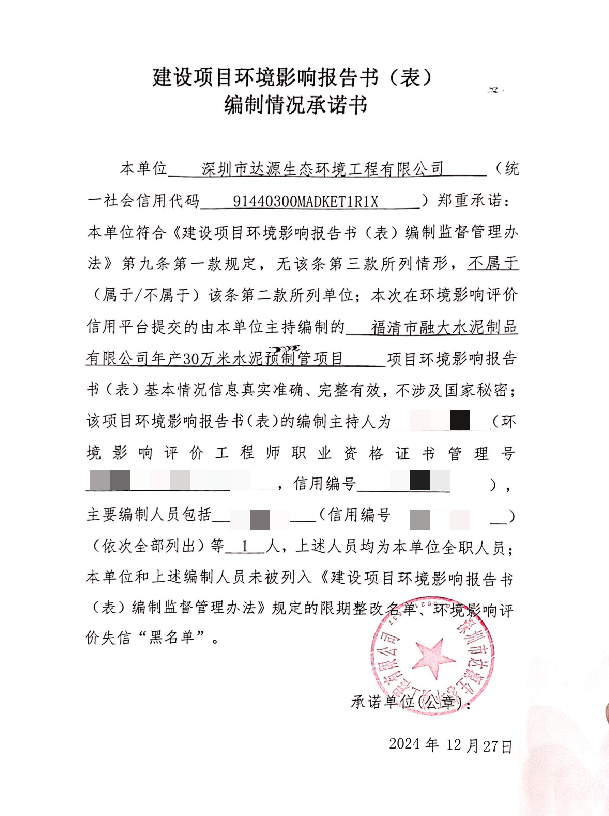 建设项目环境影响报告书（表）
编制情况承诺书
本单位 深圳市达源生态环境工程有限公司 （统
一社会信用代码 91440300MADKET1R1X ）郑重承诺：
本单位符合《建设项目环境影响报告书（表）编制监督管理办
法》第九条第一款规定，无该条第三款所列情形，不属于
（属于/不属于）该条第二款所列单位；本次在环境影响评价
信用平台提交的由本单位主持编制的 福清市融大水泥制品
有限公司年产30万米水泥预制管项目 项目环境影响报告
书（表）基本情况信息真实准确、完整有效，不涉及国家秘密；
该项目环境影响报告书（表）的编制主持人为 （环
境影响评价工程师职业资格证书管理号
，信用编号 ），
主要编制人员包括 （信用编号 ）
（依次全部列出）等 1 人，上述人员均为本单位全职人员；
本单位和上述编制人员未被列入《建设项目环境影响报告书
（表）编制监督管理办法》规定的限期整改名单、环境影响评
价失信“黑名单”。
深圳市达源生态环境工程有限公司
承诺单位(公章)：
2024 年 12 月 27日